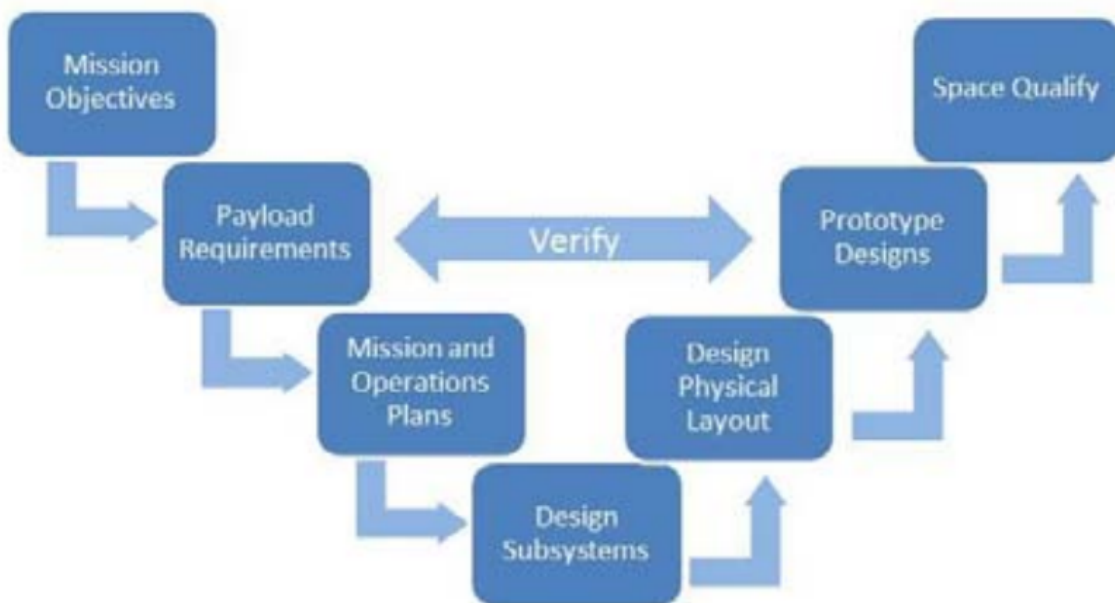 Mission
Objectives
Payload
Requirements
Mission and
Operations
Plans
Design
Subsystems
Design
Physical
Layout
Prototype
Designs
Space Qualify
Verify